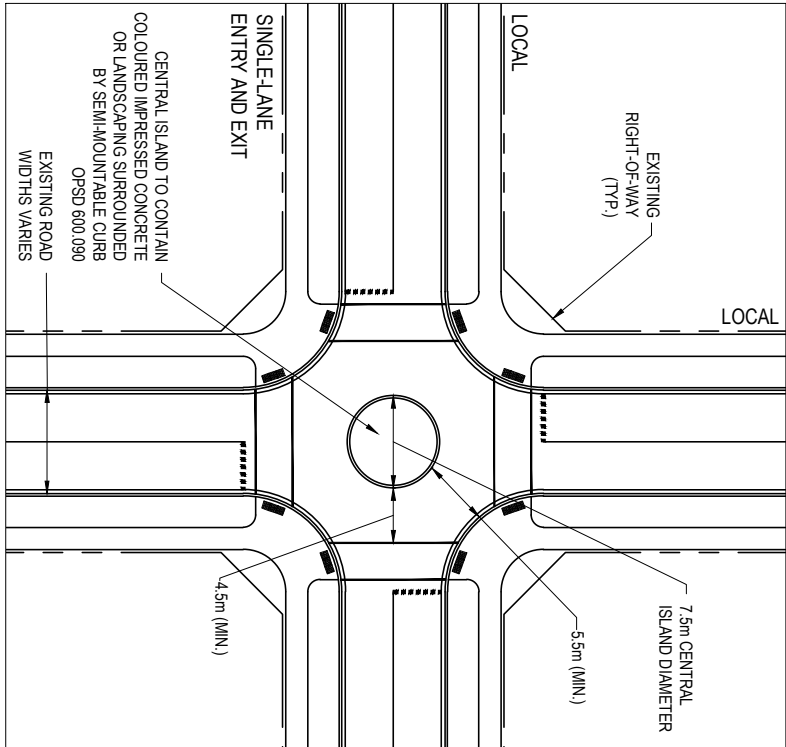 LOCAL
SINGLE-LANE
ENTRY AND EXIT
EXISTING
RIGHT-OF-WAY
(TYP.)
LOCAL
CENTRAL ISLAND TO CONTAIN
COLOURED IMPRESSED CONCRETE
OR LANDSCAPING SURROUNDED
BY SEMI-MOUNTABLE CURB
OPSD 600.090
EXISTING ROAD
WIDTHS VARIES
7.5m CENTRAL
ISLAND DIAMETER
5.5m (MIN.)
4.5m (MIN.)